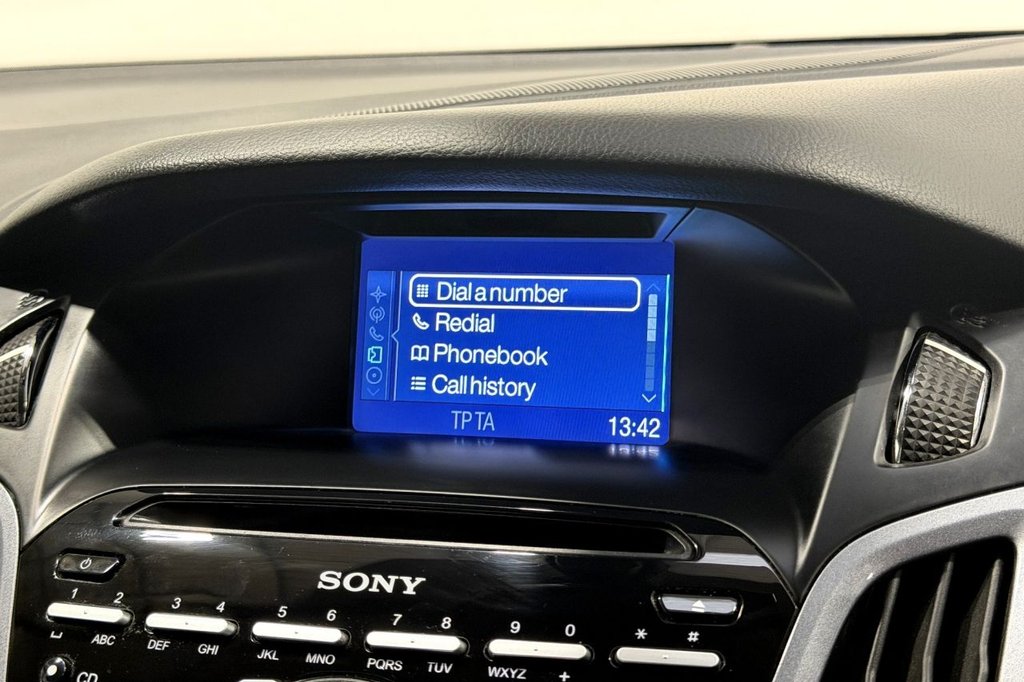 Dial a number
Redial
Phonebook
Call history
TP TA
13:42
SONY
1 2 3 4 5 6 7 8 9 0 * #
ABC DEF GHI JKL MNO PQRS TUV WXYZ +
CD